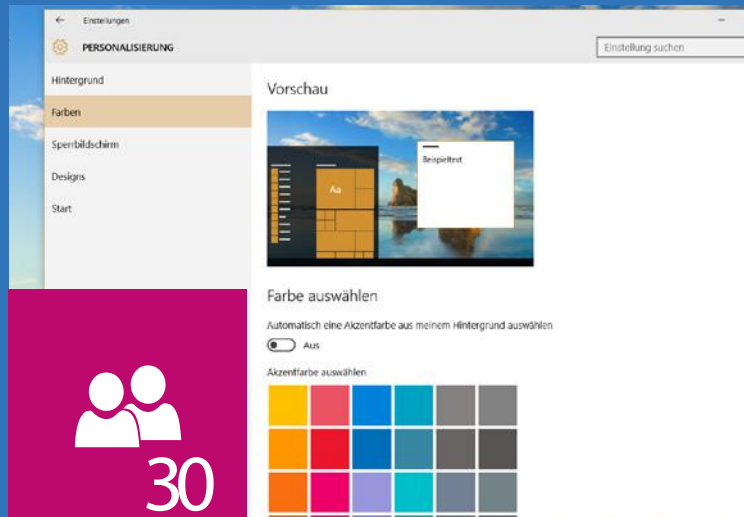 Einstellungen
PERSONALISIERUNG
Einstellung suchen
Hintergrund
Farben
Sperrbildschirm
Designs
Start
Vorschau
Beispieltext
Aa
Farbe auswählen
Automatisch eine Akzentfarbe aus meinem Hintergrund auswählen
Aus
Akzentfarbe auswählen
30